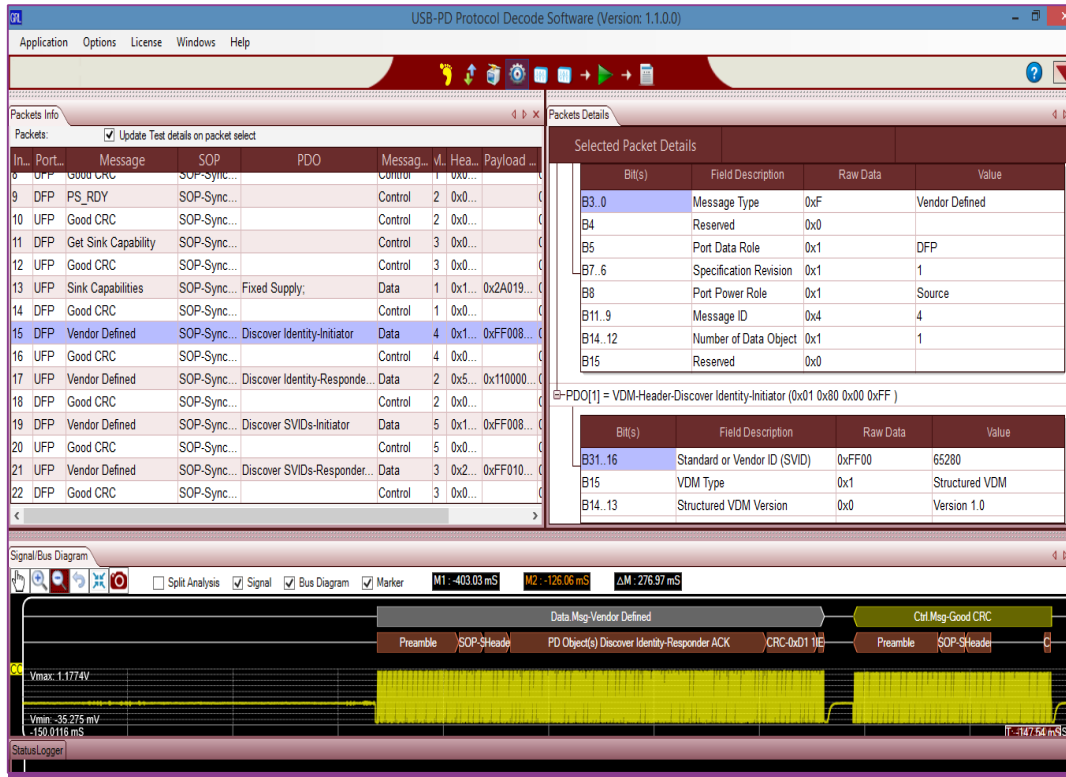 GRL USB-PD Protocol Decode Software (Version: 1.1.0.0)
Application Options License Windows Help
Packets Info
Packets: Update Test details on packet select
In... Port... Message SOP PDO Messag... M.. Hea... Payload ...
8 UFP Good CRC SOP-Sync... Control 1 0x0...
9 DFP PS_RDY SOP-Sync... Control 2 0x0...
10 UFP Good CRC SOP-Sync... Control 2 0x0...
11 DFP Get Sink Capability SOP-Sync... Control 3 0x0...
12 UFP Good CRC SOP-Sync... Control 3 0x0...
13 UFP Sink Capabilities SOP-Sync... Fixed Supply; Data 1 0x1... 0x2A019...
14 DFP Good CRC SOP-Sync... Control 1 0x0...
15 DFP Vendor Defined SOP-Sync... Discover Identity-Initiator Data 4 0x1... 0xFF008...
16 UFP Good CRC SOP-Sync... Control 4 0x0...
17 UFP Vendor Defined SOP-Sync... Discover Identity-Responde... Data 2 0x5... 0x110000...
18 DFP Good CRC SOP-Sync... Control 2 0x0...
19 DFP Vendor Defined SOP-Sync... Discover SVIDs-Initiator Data 5 0x1... 0xFF008...
20 UFP Good CRC SOP-Sync... Control 5 0x0...
21 UFP Vendor Defined SOP-Sync... Discover SVIDs-Responder... Data 3 0x2... 0xFF010...
22 DFP Good CRC SOP-Sync... Control 3 0x0...
Packets Details
Selected Packet Details
Bit(s) Field Description Raw Data Value
B3..0 Message Type 0xF Vendor Defined
B4 Reserved 0x0
B5 Port Data Role 0x1 DFP
B7..6 Specification Revision 0x1 1
B8 Port Power Role 0x1 Source
B11..9 Message ID 0x4 4
B14..12 Number of Data Object 0x1 1
B15 Reserved 0x0
PDO[1] = VDM-Header-Discover Identity-Initiator (0x01 0x80 0x00 0xFF )
Bit(s) Field Description Raw Data Value
B31..16 Standard or Vendor ID (SVID) 0xFF00 65280
B15 VDM Type 0x1 Structured VDM
B14..13 Structured VDM Version 0x0 Version 1.0
Signal/Bus Diagram
Split Analysis Signal Bus Diagram Marker M1 : -403.03 mS M2 : -126.06 mS ΔM : 276.97 mS
Data.Msg-Vendor Defined Ctrl.Msg-Good CRC
Preamble SOP-S Heade PD Object(s) Discover Identity-Responder ACK CRC-0xD1 Preamble SOP-S Header C
CC
Vmax: 1.1774V
Vmin: -35.275 mV
-150.0116 mS T: -147.54 mS
StatusLogger